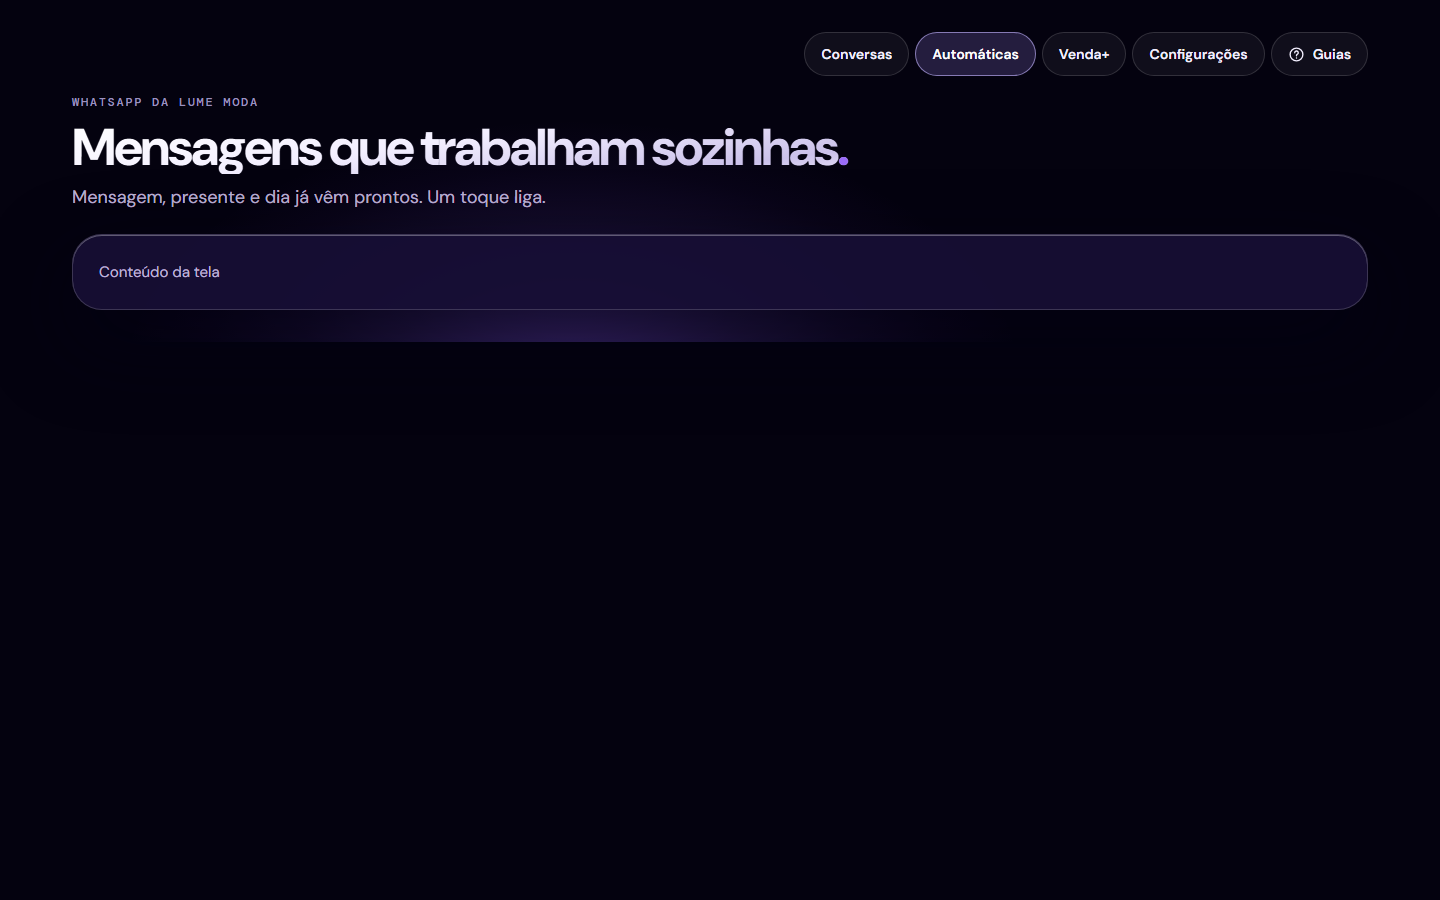 Conversas
Automáticas
Venda+
Configurações
Guias
WHATSAPP DA LUME MODA
Mensagens que trabalham sozinhas.
Mensagem, presente e dia já vêm prontos. Um toque liga.
Conteúdo da tela